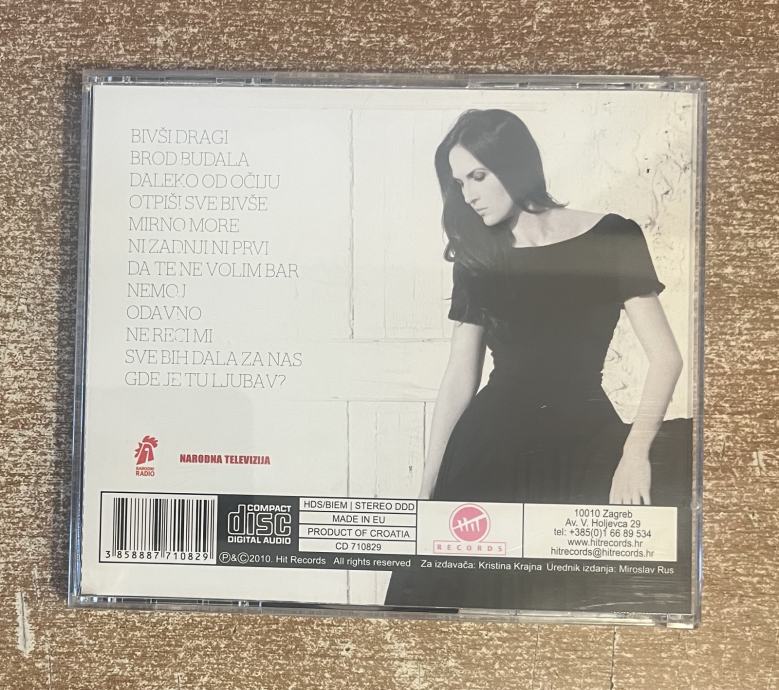 BIVŠI DRAGI
BROD BUDALA
DALEKO OD OČIJU
OTPIŠI SVE BIVŠE
MIRNO MORE
NI ZADNJI NI PRVI
DA TE NE VOLIM BAR
NEMOJ
ODAVNO
NE RECI MI
SVE BIH DALA ZA NAS
GDE JE TU LJUBAV?
NARODNI
RADIO
NARODNA TELEVIZIJA
3 858887 710829
COMPACT
disc
DIGITAL AUDIO
HDS/BIEM | STEREO DDD
MADE IN EU
PRODUCT OF CROATIA
CD 710829
HIT
RECORDS
10010 Zagreb
Av. V. Holjevca 29
tel: +385(0)1 66 89 534
www.hitrecords.hr
hitrecords@hitrecords.hr
Ⓟ&©2010. Hit Records All rights reserved Za izdavača: Kristina Krajna Urednik izdanja: Miroslav Rus